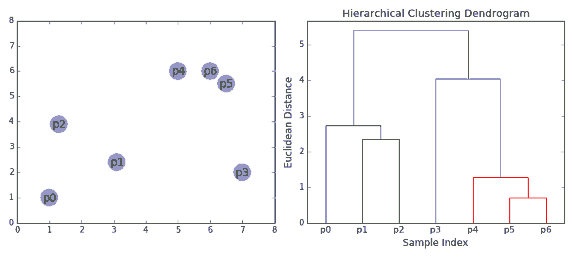 8
7
6
5
4
3
2
1
0
0 1 2 3 4 5 6 7 8
p4 p6
p5
p2
p1
p3
p0
Hierarchical Clustering Dendrogram
Euclidean Distance
5
4
3
2
1
0
p0 p1 p2 p3 p4 p5 p6
Sample Index